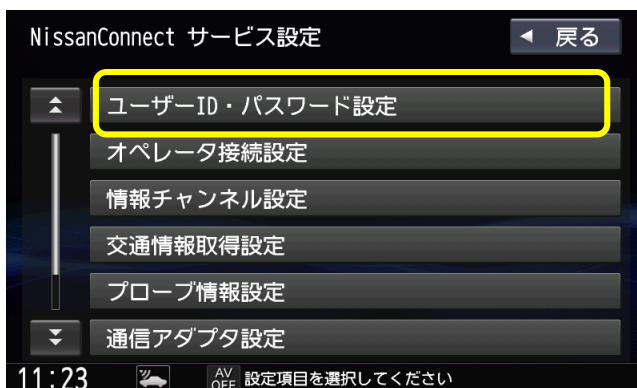 NissanConnect サービス設定
戻る
ユーザーID・パスワード設定
オペレータ接続設定
情報チャンネル設定
交通情報取得設定
プローブ情報設定
通信アダプタ設定
11:23 AV OFF 設定項目を選択してください